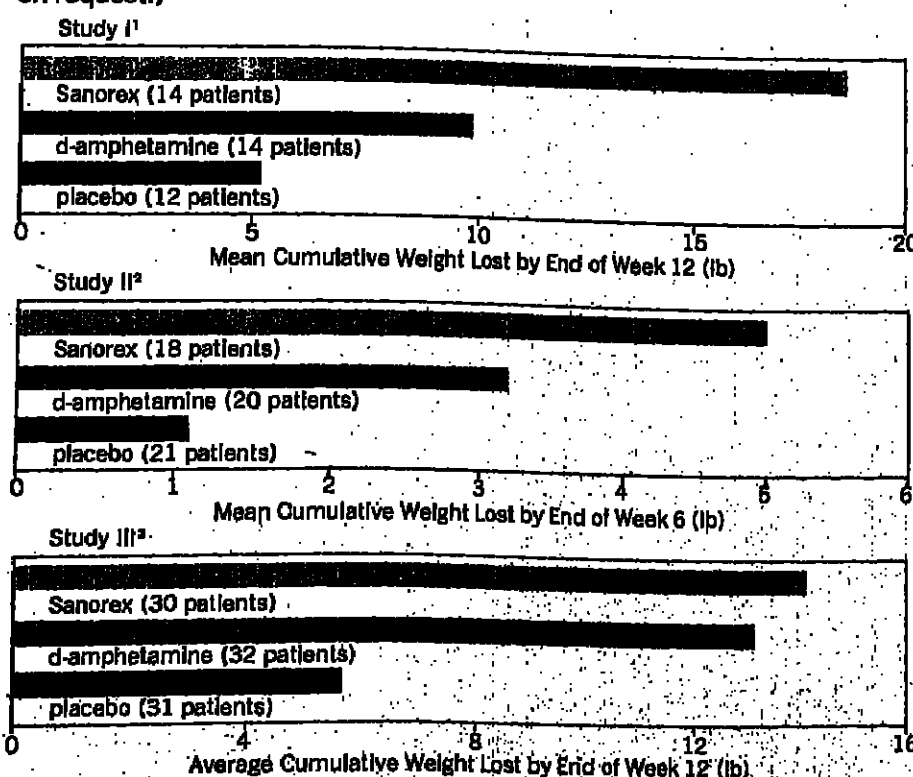 on request.)
Study I¹
Sanorex (14 patients)
d-amphetamine (14 patients)
placebo (12 patients)
0 5 10 15 20
Mean Cumulative Weight Lost by End of Week 12 (lb)
Study II²
Sanorex (18 patients)
d-amphetamine (20 patients)
placebo (21 patients)
0 1 2 3 4 5 6
Mean Cumulative Weight Lost by End of Week 6 (lb)
Study III³
Sanorex (30 patients)
d-amphetamine (32 patients)
placebo (31 patients)
0 4 8 12 16
Average Cumulative Weight Lost by End of Week 12 (lb)